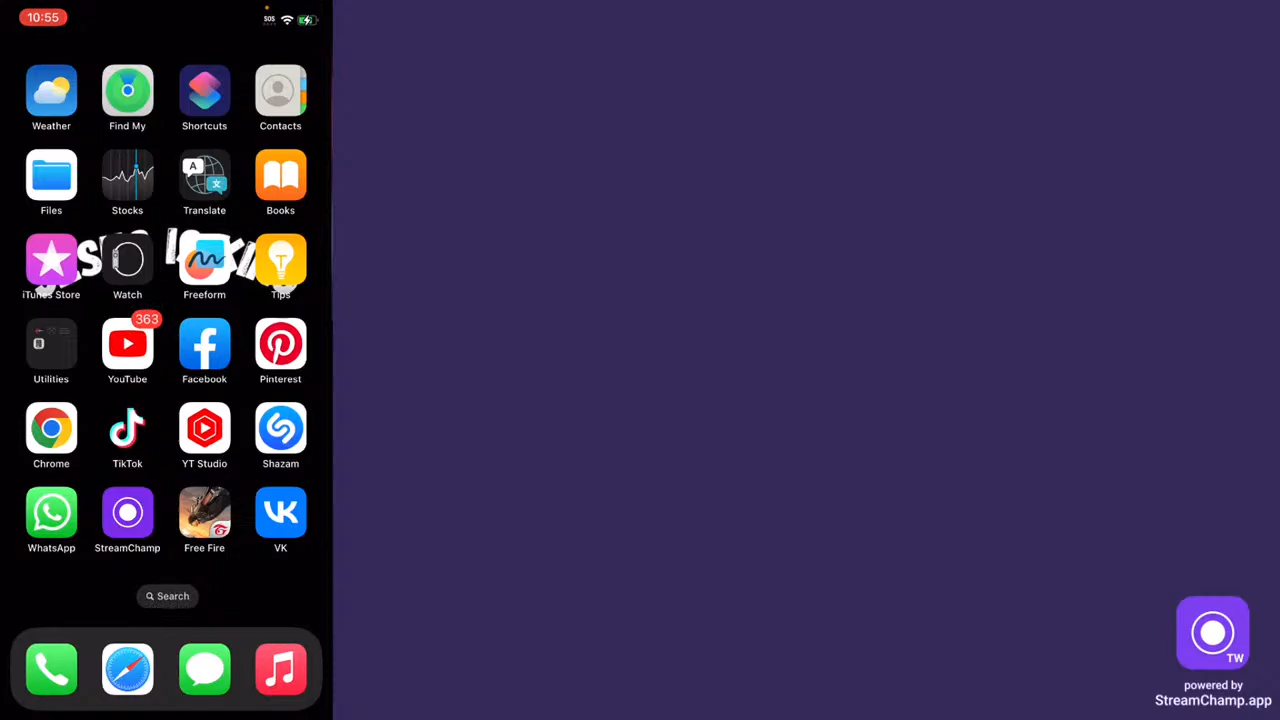 10:55
SOS
Weather
Find My
Shortcuts
Contacts
A
文
Files
Stocks
Translate
Books
iTunes Store
Watch
Freeform
Tips
363
Utilities
YouTube
Facebook
Pinterest
Chrome
TikTok
YT Studio
Shazam
WhatsApp
StreamChamp
Free Fire
VK
Search
TW
powered by
StreamChamp.app